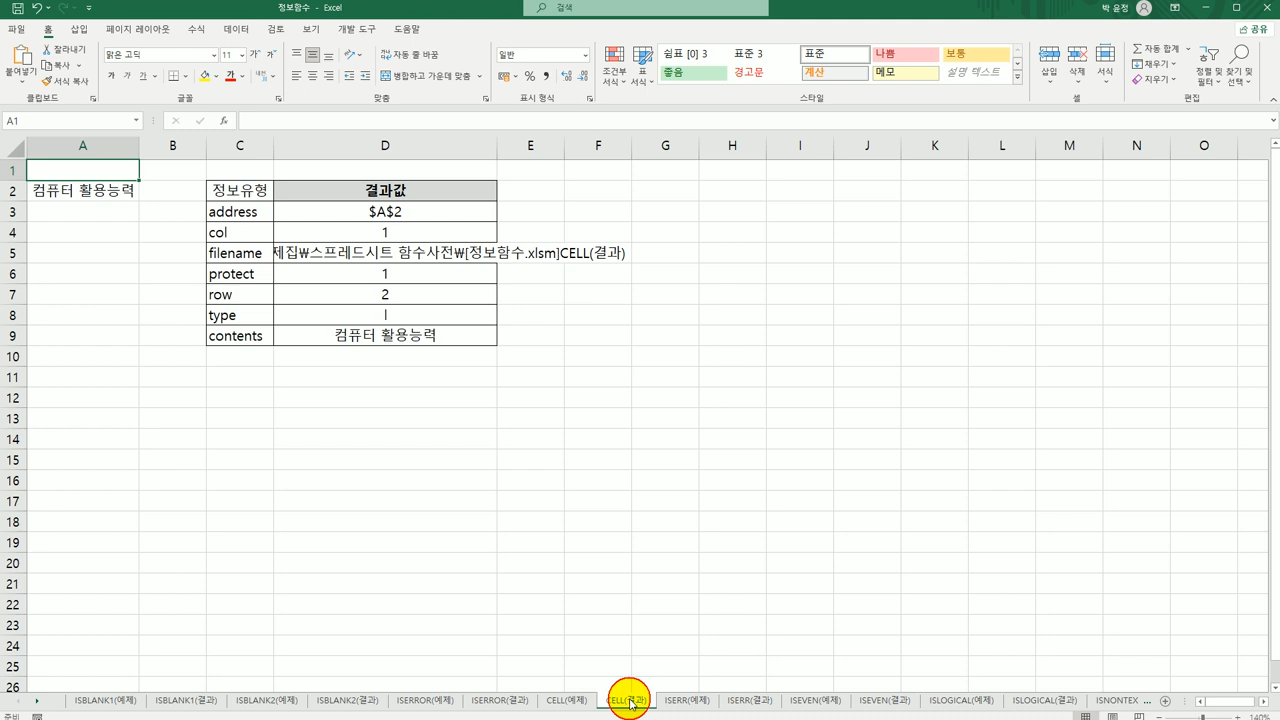 정보함수 - Excel
검색
박 윤정
파일 홈 삽입 페이지 레이아웃 수식 데이터 검토 보기 개발 도구 도움말
공유
붙여넣기
잘라내기
복사
서식 복사
클립보드
맑은 고딕 11
가 가 가 가 가
글꼴
자동 줄 바꿈
병합하고 가운데 맞춤
맞춤
일반
표시 형식
조건부 서식
표 서식
쉼표 [0] 3 표준 3 표준 나쁨 보통
좋음 경고문 계산 메모 설명 텍스트
스타일
삽입 삭제 서식
셀
자동 합계
채우기
지우기
정렬 및 필터
찾기 및 선택
편집
A1
fx
A B C D E F G H I J K L M N O
1
2 컴퓨터 활용능력 정보유형 결과값
3 address $A$2
4 col 1
5 filename 제집₩스프레드시트 함수사전₩[정보함수.xlsm]CELL(결과)
6 protect 1
7 row 2
8 type l
9 contents 컴퓨터 활용능력
10
11
12
13
14
15
16
17
18
19
20
21
22
23
24
25
26
ISBLANK1(예제) ISBLANK1(결과) ISBLANK2(예제) ISBLANK2(결과) ISERROR(예제) ISERROR(결과) CELL(예제) CELL(결과) ISERR(예제) ISERR(결과) ISEVEN(예제) ISEVEN(결과) ISLOGICAL(예제) ISLOGICAL(결과) ISNONTEX ...
준비
140%